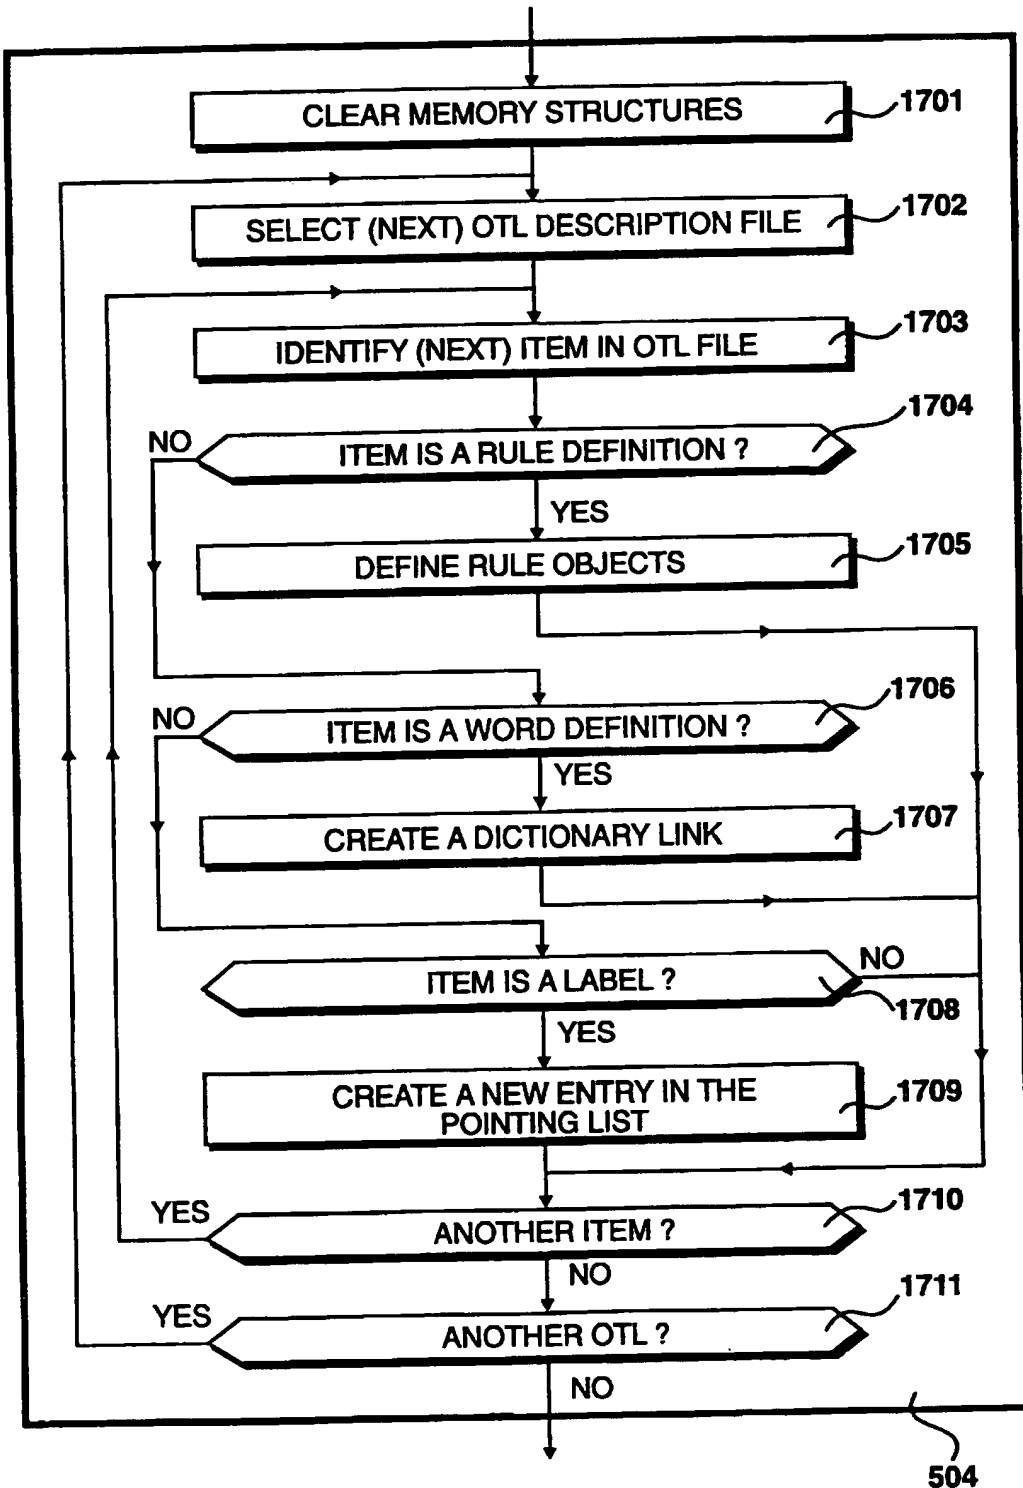 CLEAR MEMORY STRUCTURES
1701
SELECT (NEXT) OTL DESCRIPTION FILE
1702
IDENTIFY (NEXT) ITEM IN OTL FILE
1703
1704
NO
ITEM IS A RULE DEFINITION ?
YES
DEFINE RULE OBJECTS
1705
1706
NO
ITEM IS A WORD DEFINITION ?
YES
CREATE A DICTIONARY LINK
1707
ITEM IS A LABEL ?
NO
1708
YES
CREATE A NEW ENTRY IN THE
POINTING LIST
1709
YES
ANOTHER ITEM ?
1710
NO
YES
ANOTHER OTL ?
1711
NO
504